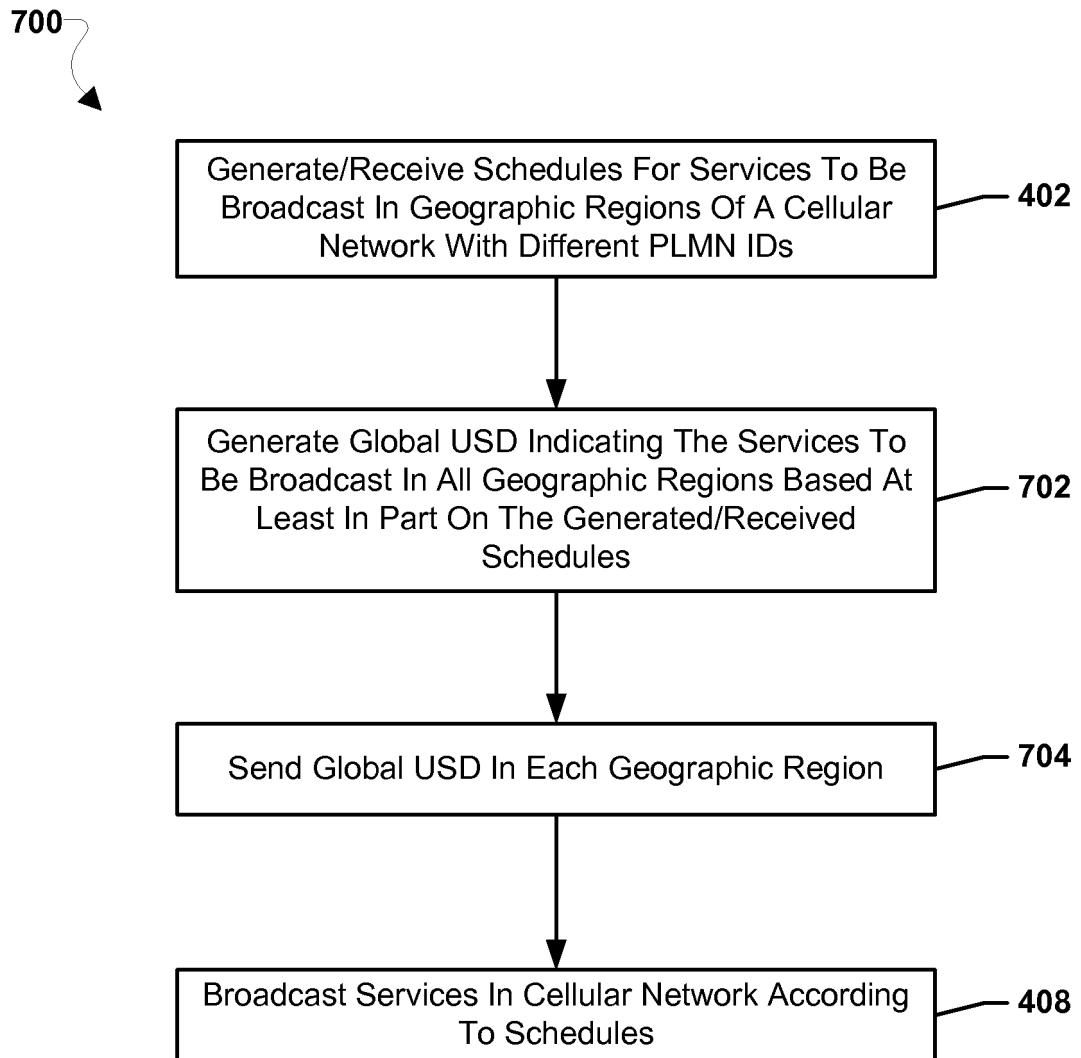 700
Generate/Receive Schedules For Services To Be
Broadcast In Geographic Regions Of A Cellular
Network With Different PLMN IDs
402
Generate Global USD Indicating The Services To
Be Broadcast In All Geographic Regions Based At
Least In Part On The Generated/Received
Schedules
702
Send Global USD In Each Geographic Region
704
Broadcast Services In Cellular Network According
To Schedules
408